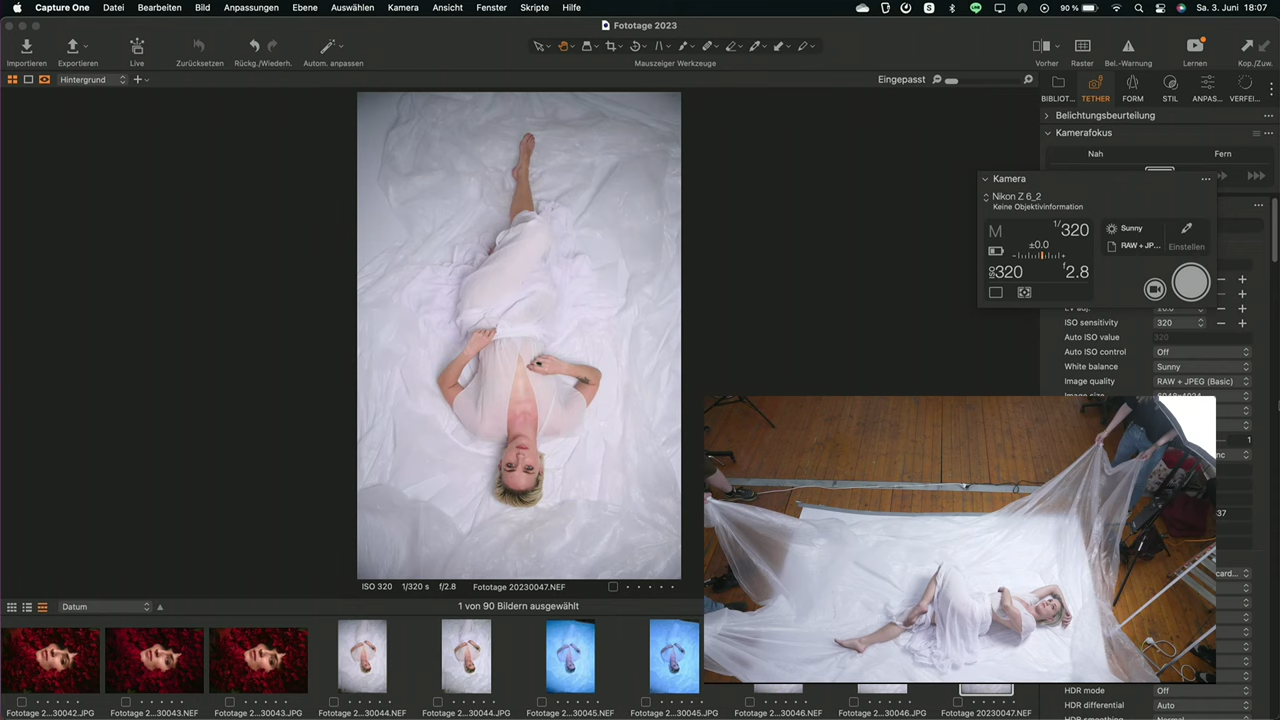 Capture One Datei Bearbeiten Bild Anpassungen Ebene Auswählen Kamera Ansicht Fenster Skripte Hilfe 90 % Sa. 3. Juni 18:07
Fototage 2023
Importieren Exportieren Live Zurücksetzen Rückg./Wiederh. Autom. anpassen Mauszeiger Werkzeuge Vorher Raster Bel.-Warnung Lernen Kop./Zuw.
Hintergrund Eingepasst
BIBLIOT... TETHER FORM STIL ANPAS... VERFEI...
Belichtungsbeurteilung
Kamerafokus
Nah Fern
Kamera
Nikon Z 6_2
Keine Objektivinformation
M 1/320
Sunny
±0.0
RAW + JP... Einstellen
ISO 320 f2.8
ISO sensitivity 320
Auto ISO value 320
Auto ISO control Off
White balance Sunny
Image quality RAW + JPEG (Basic)
1
37
card...
ISO 320 1/320 s f/2.8 Fototage 20230047.NEF
Datum 1 von 90 Bildern ausgewählt
HDR mode Off
HDR differential Auto
Fototage 2...30042.JPG Fototage 2...30043.NEF Fototage 2...30043.JPG Fototage 2...30044.NEF Fototage 2...30044.JPG Fototage 2...30045.NEF Fototage 2...30045.JPG Fototage 2...30046.NEF Fototage 2...30046.JPG Fototage 20230047.NEF